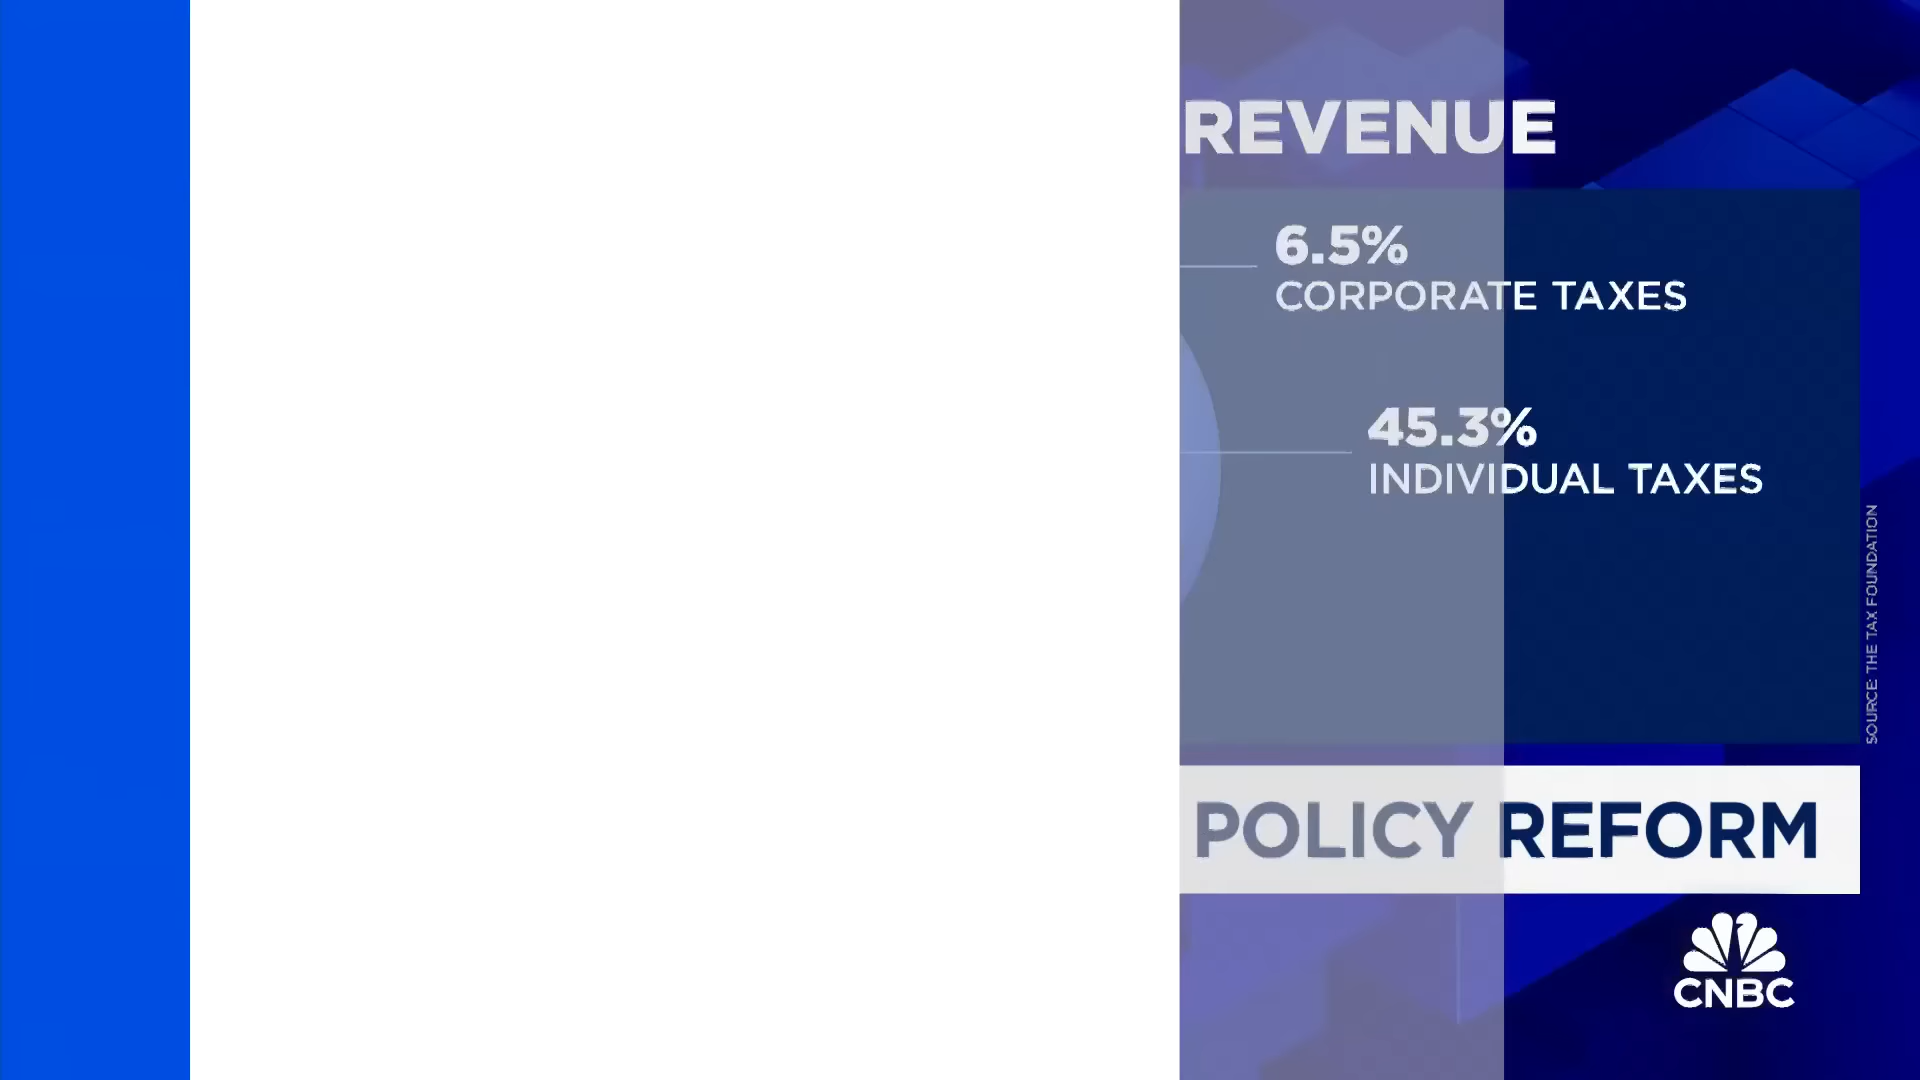 REVENUE
6.5%
CORPORATE TAXES
45.3%
INDIVIDUAL TAXES
SOURCE: THE TAX FOUNDATION
POLICY REFORM
CNBC